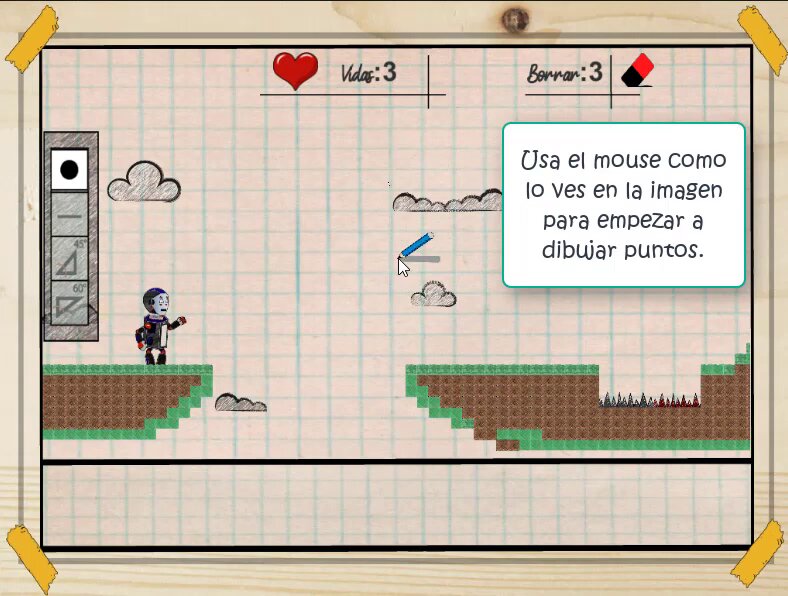 Vidas:3
Borrar:3
Usa el mouse como
lo ves en la imagen
para empezar a
dibujar puntos.
45°
60°